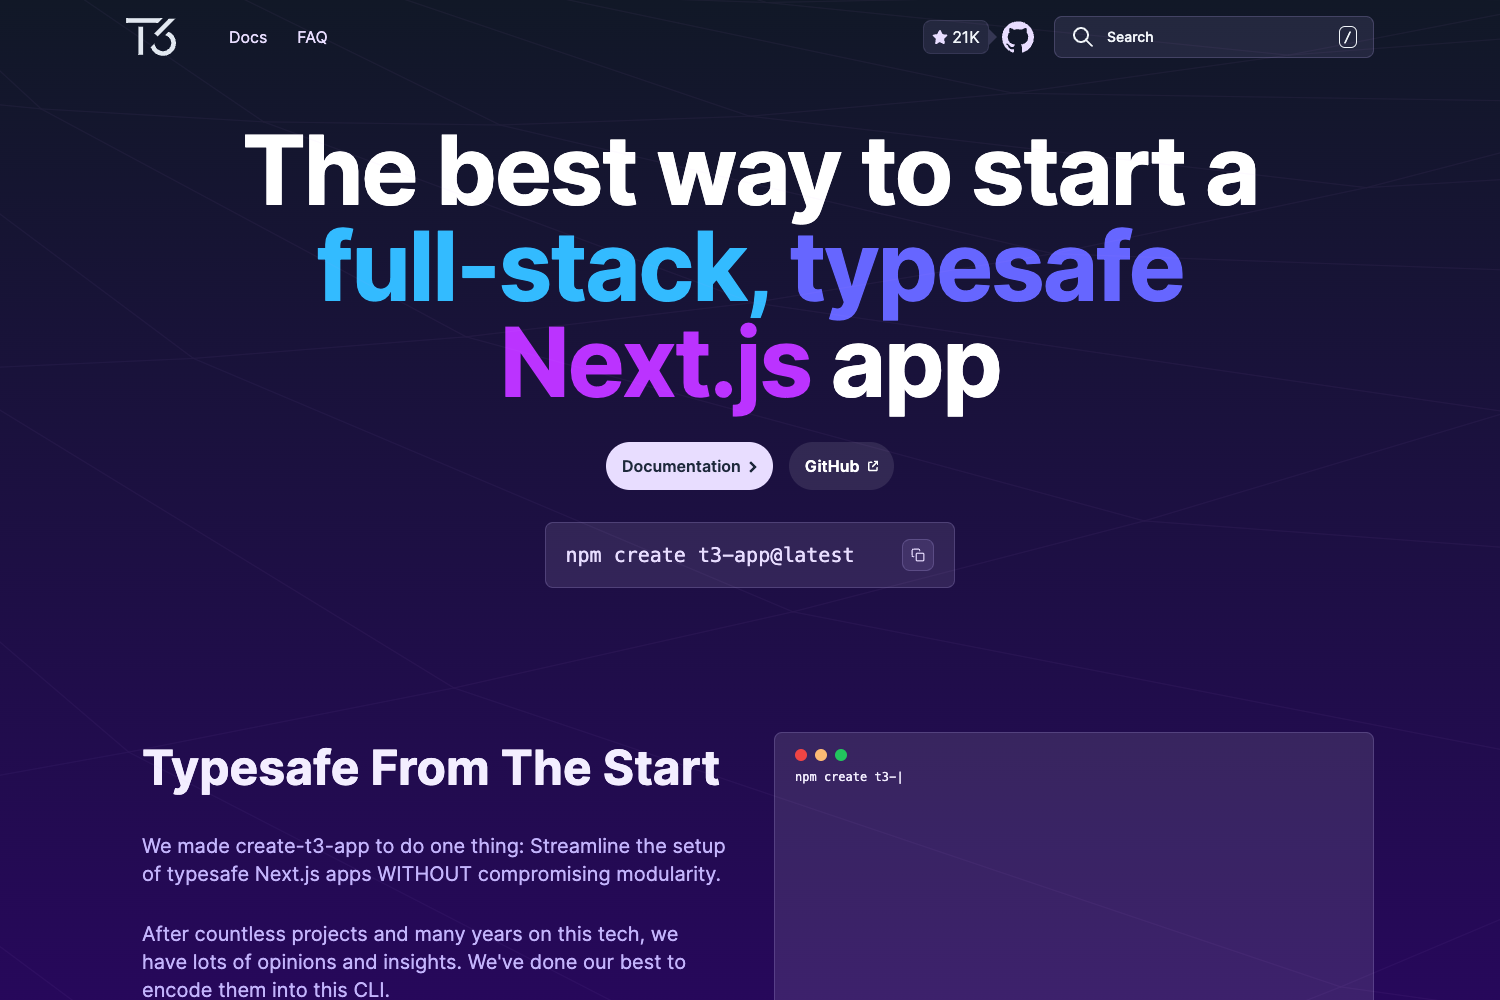 T3
Docs
FAQ
21K
Search
/
The best way to start a
full-stack, typesafe
Next.js app
Documentation
GitHub
npm create t3-app@latest
Typesafe From The Start
We made create-t3-app to do one thing: Streamline the setup
of typesafe Next.js apps WITHOUT compromising modularity.
After countless projects and many years on this tech, we
have lots of opinions and insights. We've done our best to
encode them into this CLI.
npm create t3-|